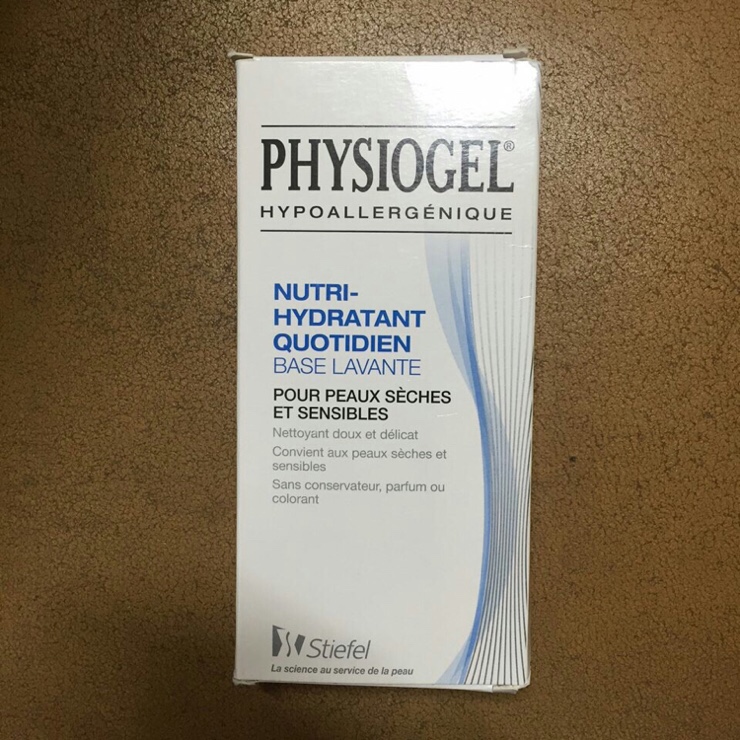 PHYSIOGEL®
HYPOALLERGÉNIQUE
NUTRI-
HYDRATANT
QUOTIDIEN
BASE LAVANTE
POUR PEAUX SÈCHES
ET SENSIBLES
Nettoyant doux et délicat
Convient aux peaux sèches et
sensibles
Sans conservateur, parfum ou
colorant
Stiefel
La science au service de la peau